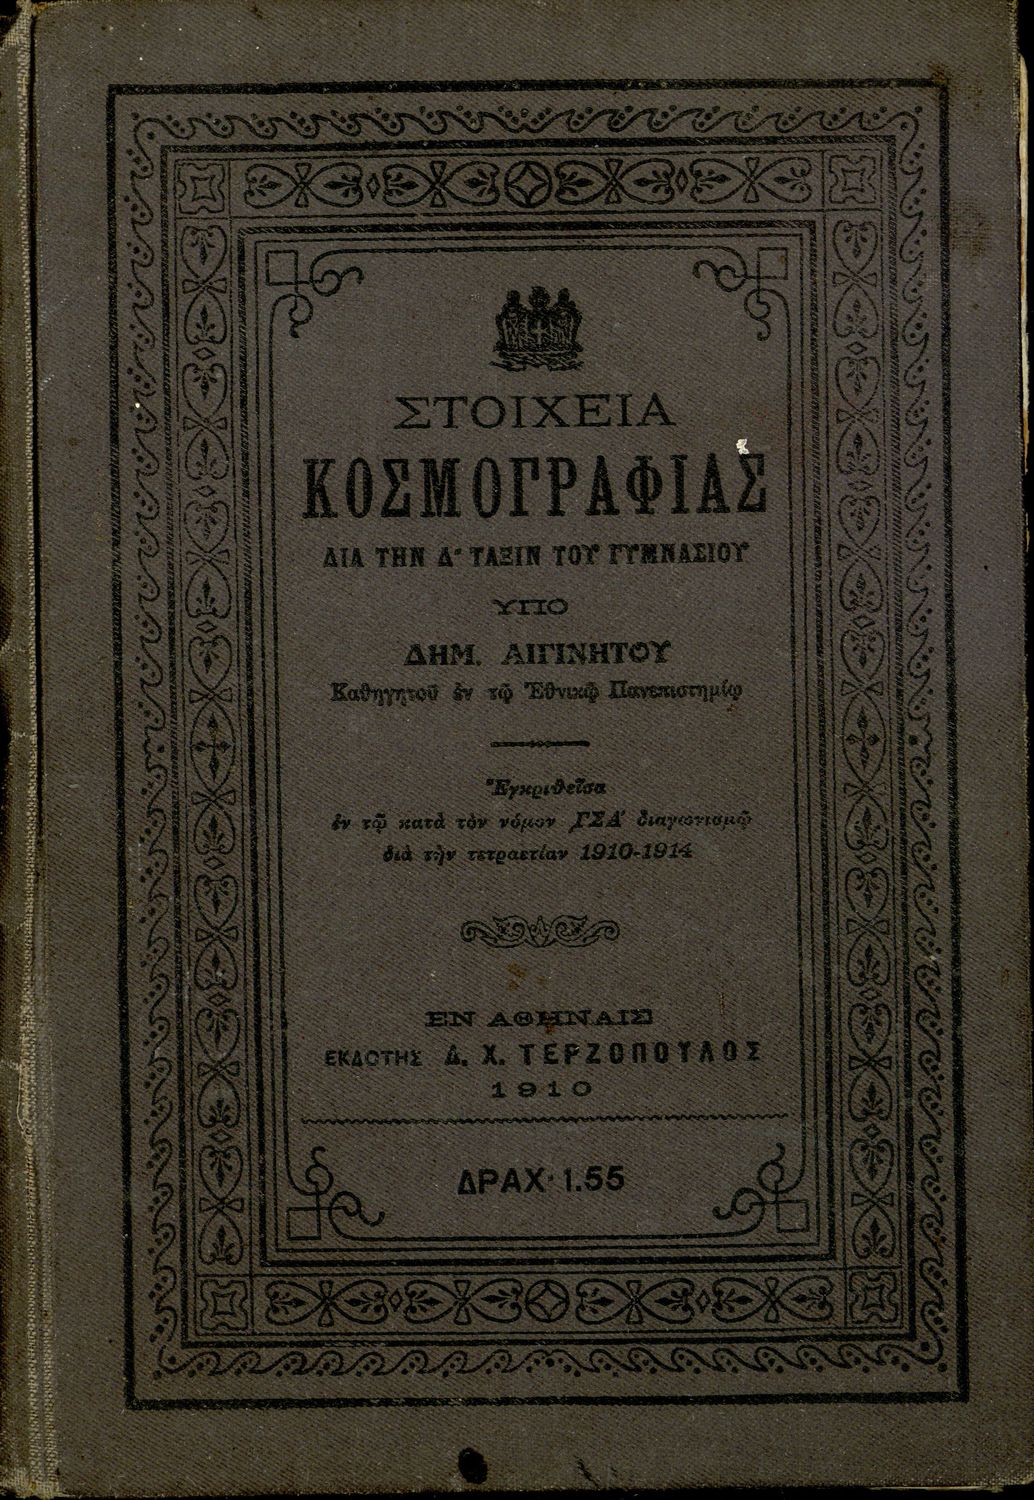 ΣΤΟΙΧΕΙΑ
ΚΟΣΜΟΓΡΑΦΙΑΣ
ΔΙΑ ΤΗΝ Δ' ΤΑΞΙΝ ΤΟΥ ΓΥΜΝΑΣΙΟΥ
ΥΠΟ
ΔΗΜ. ΑΙΓΙΝΗΤΟΥ
Καθηγητοῦ ἐν τῷ Ἐθνικῷ Πανεπιστημίῳ
Ἐγκριθεῖσα
ἐν τῷ κατὰ τὸν νόμον ͵ΓΣΑ' διαγωνισμῷ
διὰ τὴν τετραετίαν 1910-1914
ΕΝ ΑΘΗΝΑΙΣ
ΕΚΔΟΤΗΣ Δ. Χ. ΤΕΡΖΟΠΟΥΛΟΣ
1910
ΔΡΑΧ· 1.55